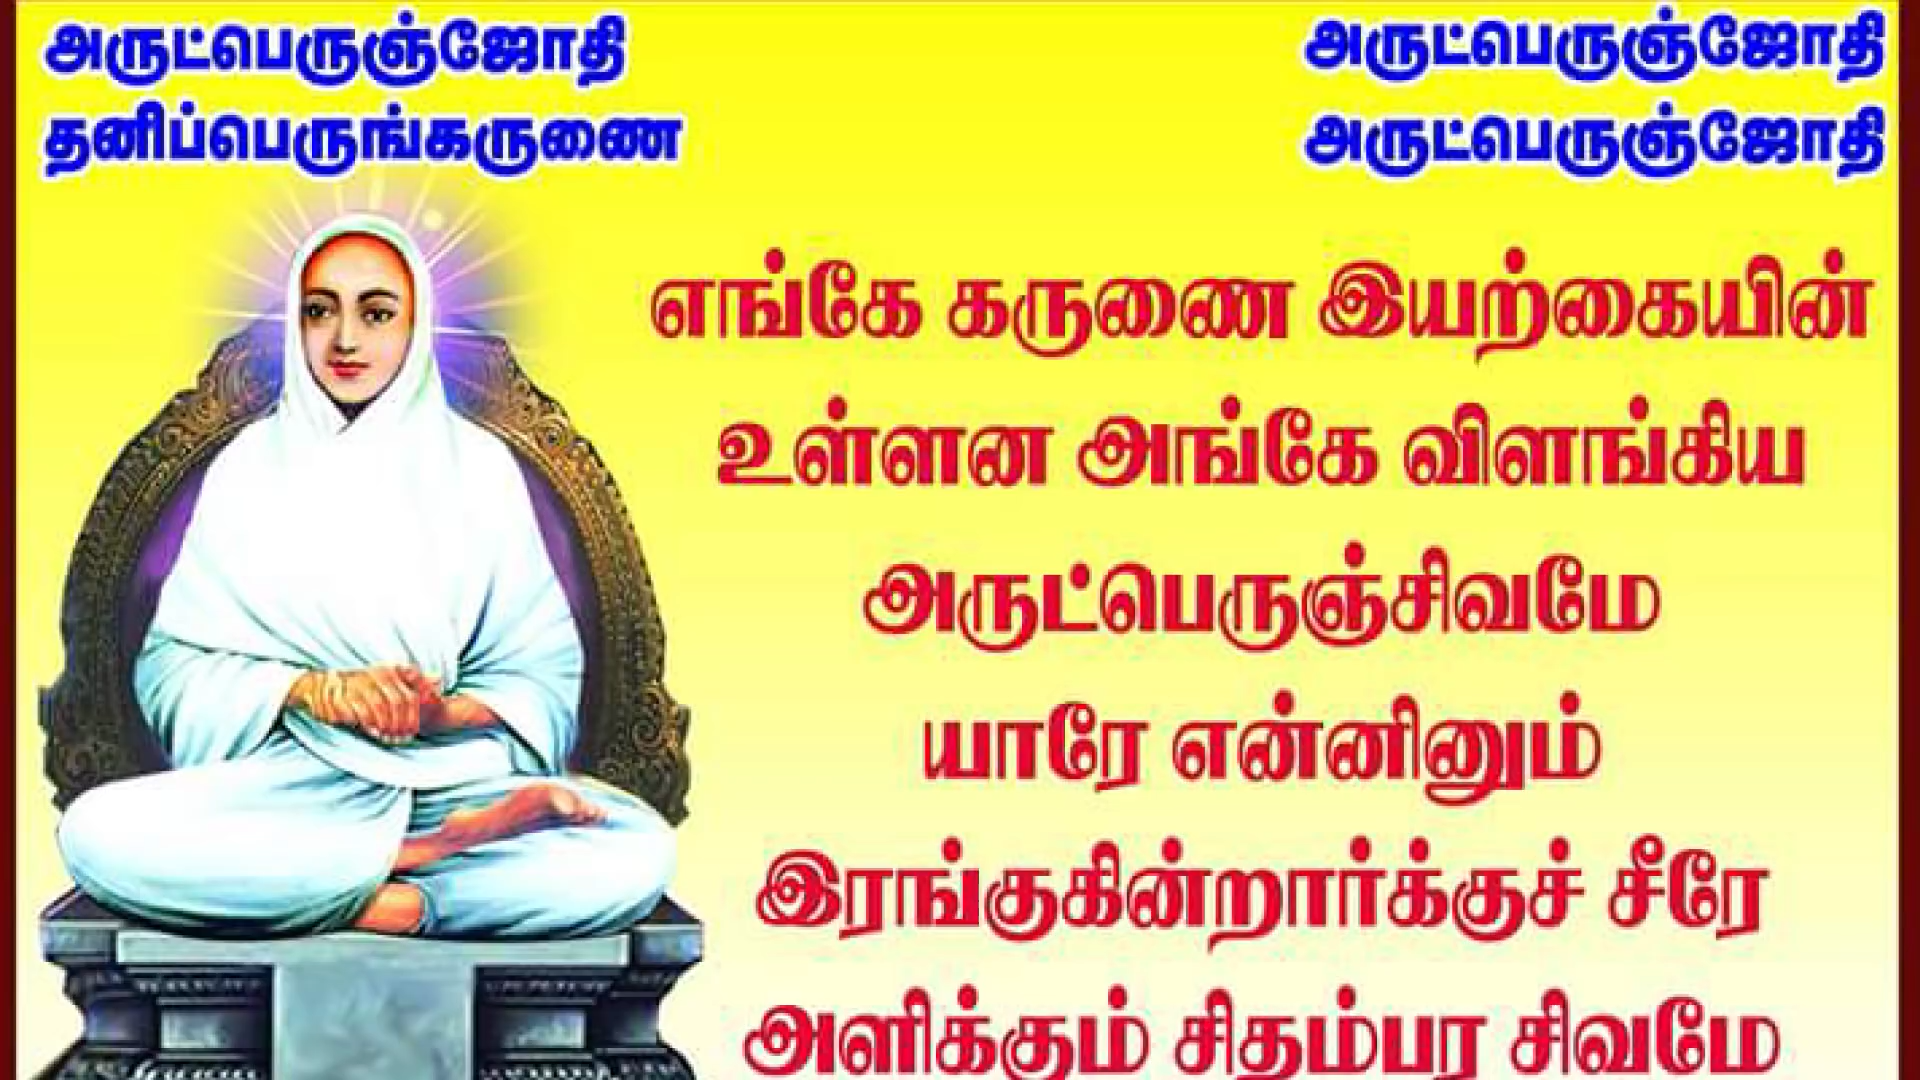 அருட்பெருஞ்ஜோதி
தனிப்பெருங்கருணை
அருட்பெருஞ்ஜோதி
அருட்பெருஞ்ஜோதி
எங்கே கருணை இயற்கையின்
உள்ளன அங்கே விளங்கிய
அருட்பெருஞ்சிவமே
யாரே என்னினும்
இரங்குகின்றார்க்குச் சீரே
அளிக்கும் சிதம்பர சிவமே